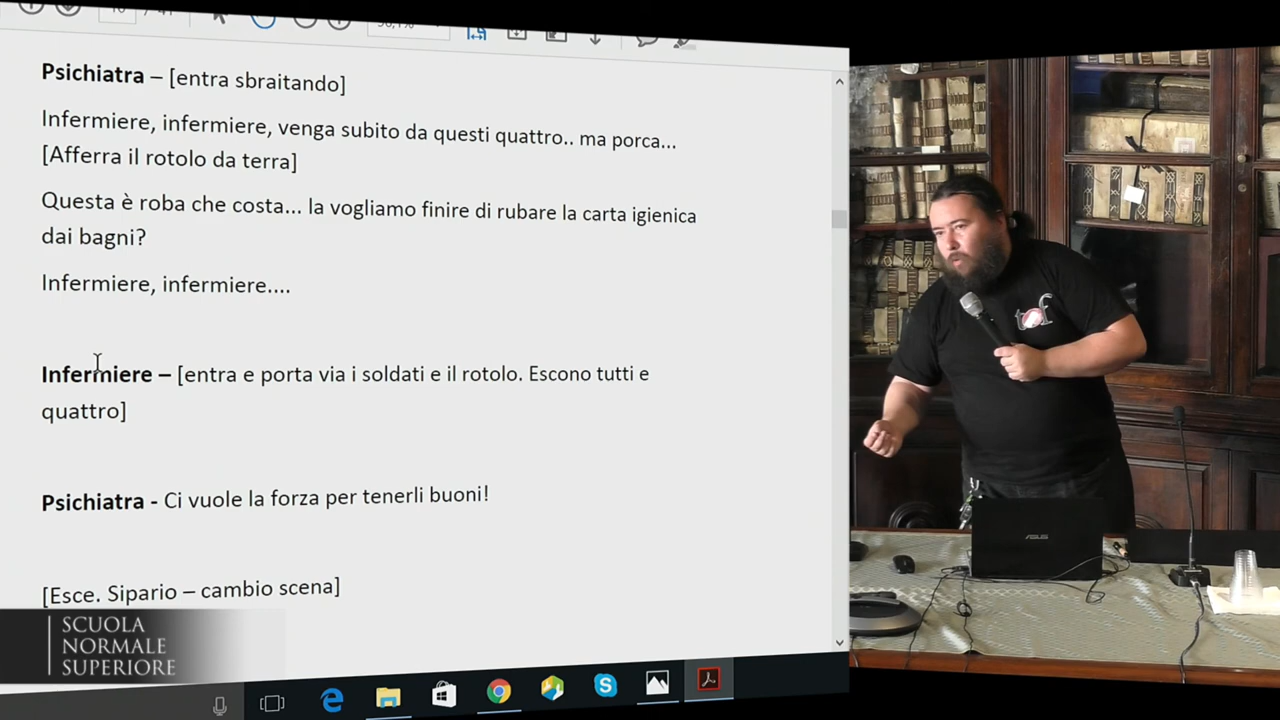 Psichiatra – [entra sbraitando]
Infermiere, infermiere, venga subito da questi quattro.. ma porca...
[Afferra il rotolo da terra]
Questa è roba che costa... la vogliamo finire di rubare la carta igienica
dai bagni?
Infermiere, infermiere....
Infermiere – [entra e porta via i soldati e il rotolo. Escono tutti e
quattro]
Psichiatra - Ci vuole la forza per tenerli buoni!
[Esce. Sipario – cambio scena]
SCUOLA
NORMALE
SUPERIORE
tof
ASUS